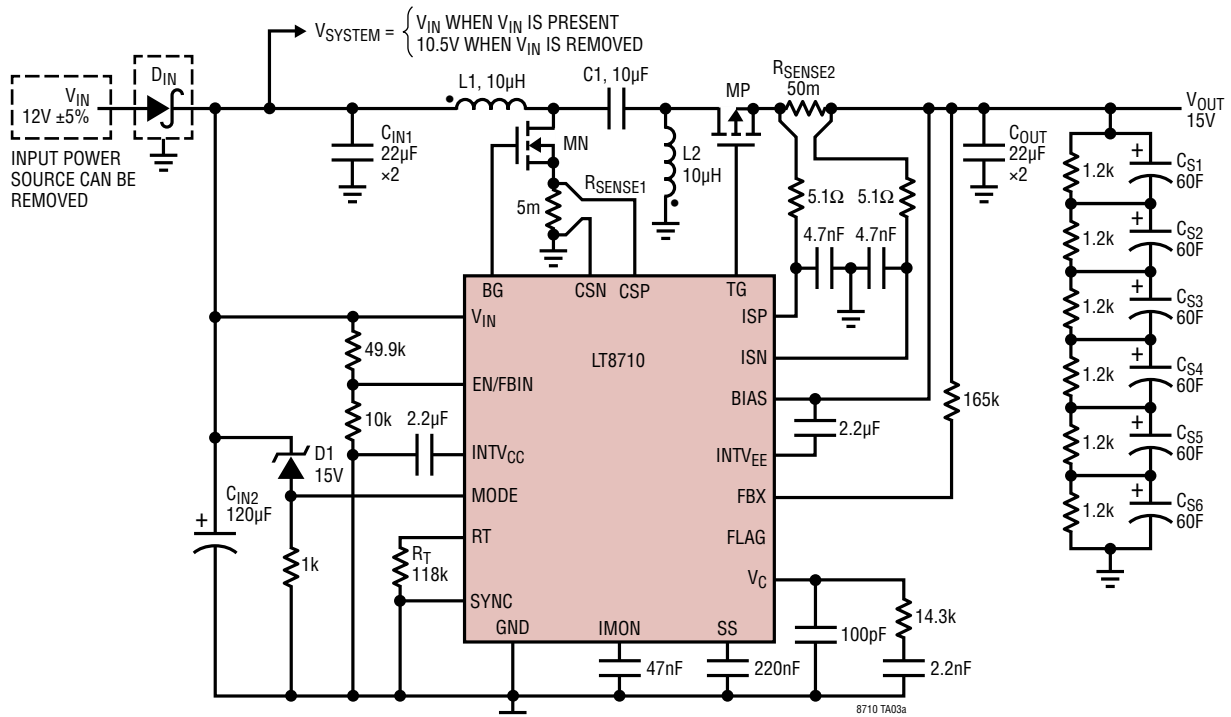 VSYSTEM = { VIN WHEN VIN IS PRESENT
10.5V WHEN VIN IS REMOVED
VIN
12V ±5%
DIN
INPUT POWER
SOURCE CAN BE
REMOVED
CIN1
22µF
×2
L1, 10µH
C1, 10µF
MN
RSENSE1
5m
L2
10µH
MP
RSENSE2
50m
5.1Ω
5.1Ω
4.7nF
4.7nF
COUT
22µF
×2
VOUT
15V
1.2k
+
CS1
60F
1.2k
+
CS2
60F
1.2k
+
CS3
60F
1.2k
+
CS4
60F
1.2k
+
CS5
60F
1.2k
+
CS6
60F
BG
CSN
CSP
TG
VIN
ISP
LT8710
49.9k
ISN
EN/FBIN
BIAS
165k
10k
2.2µF
2.2µF
INTVCC
INTVEE
D1
15V
MODE
FBX
CIN2
120µF
+
RT
FLAG
1k
RT
118k
VC
SYNC
14.3k
GND
IMON
SS
100pF
47nF
220nF
2.2nF
8710 TA03a